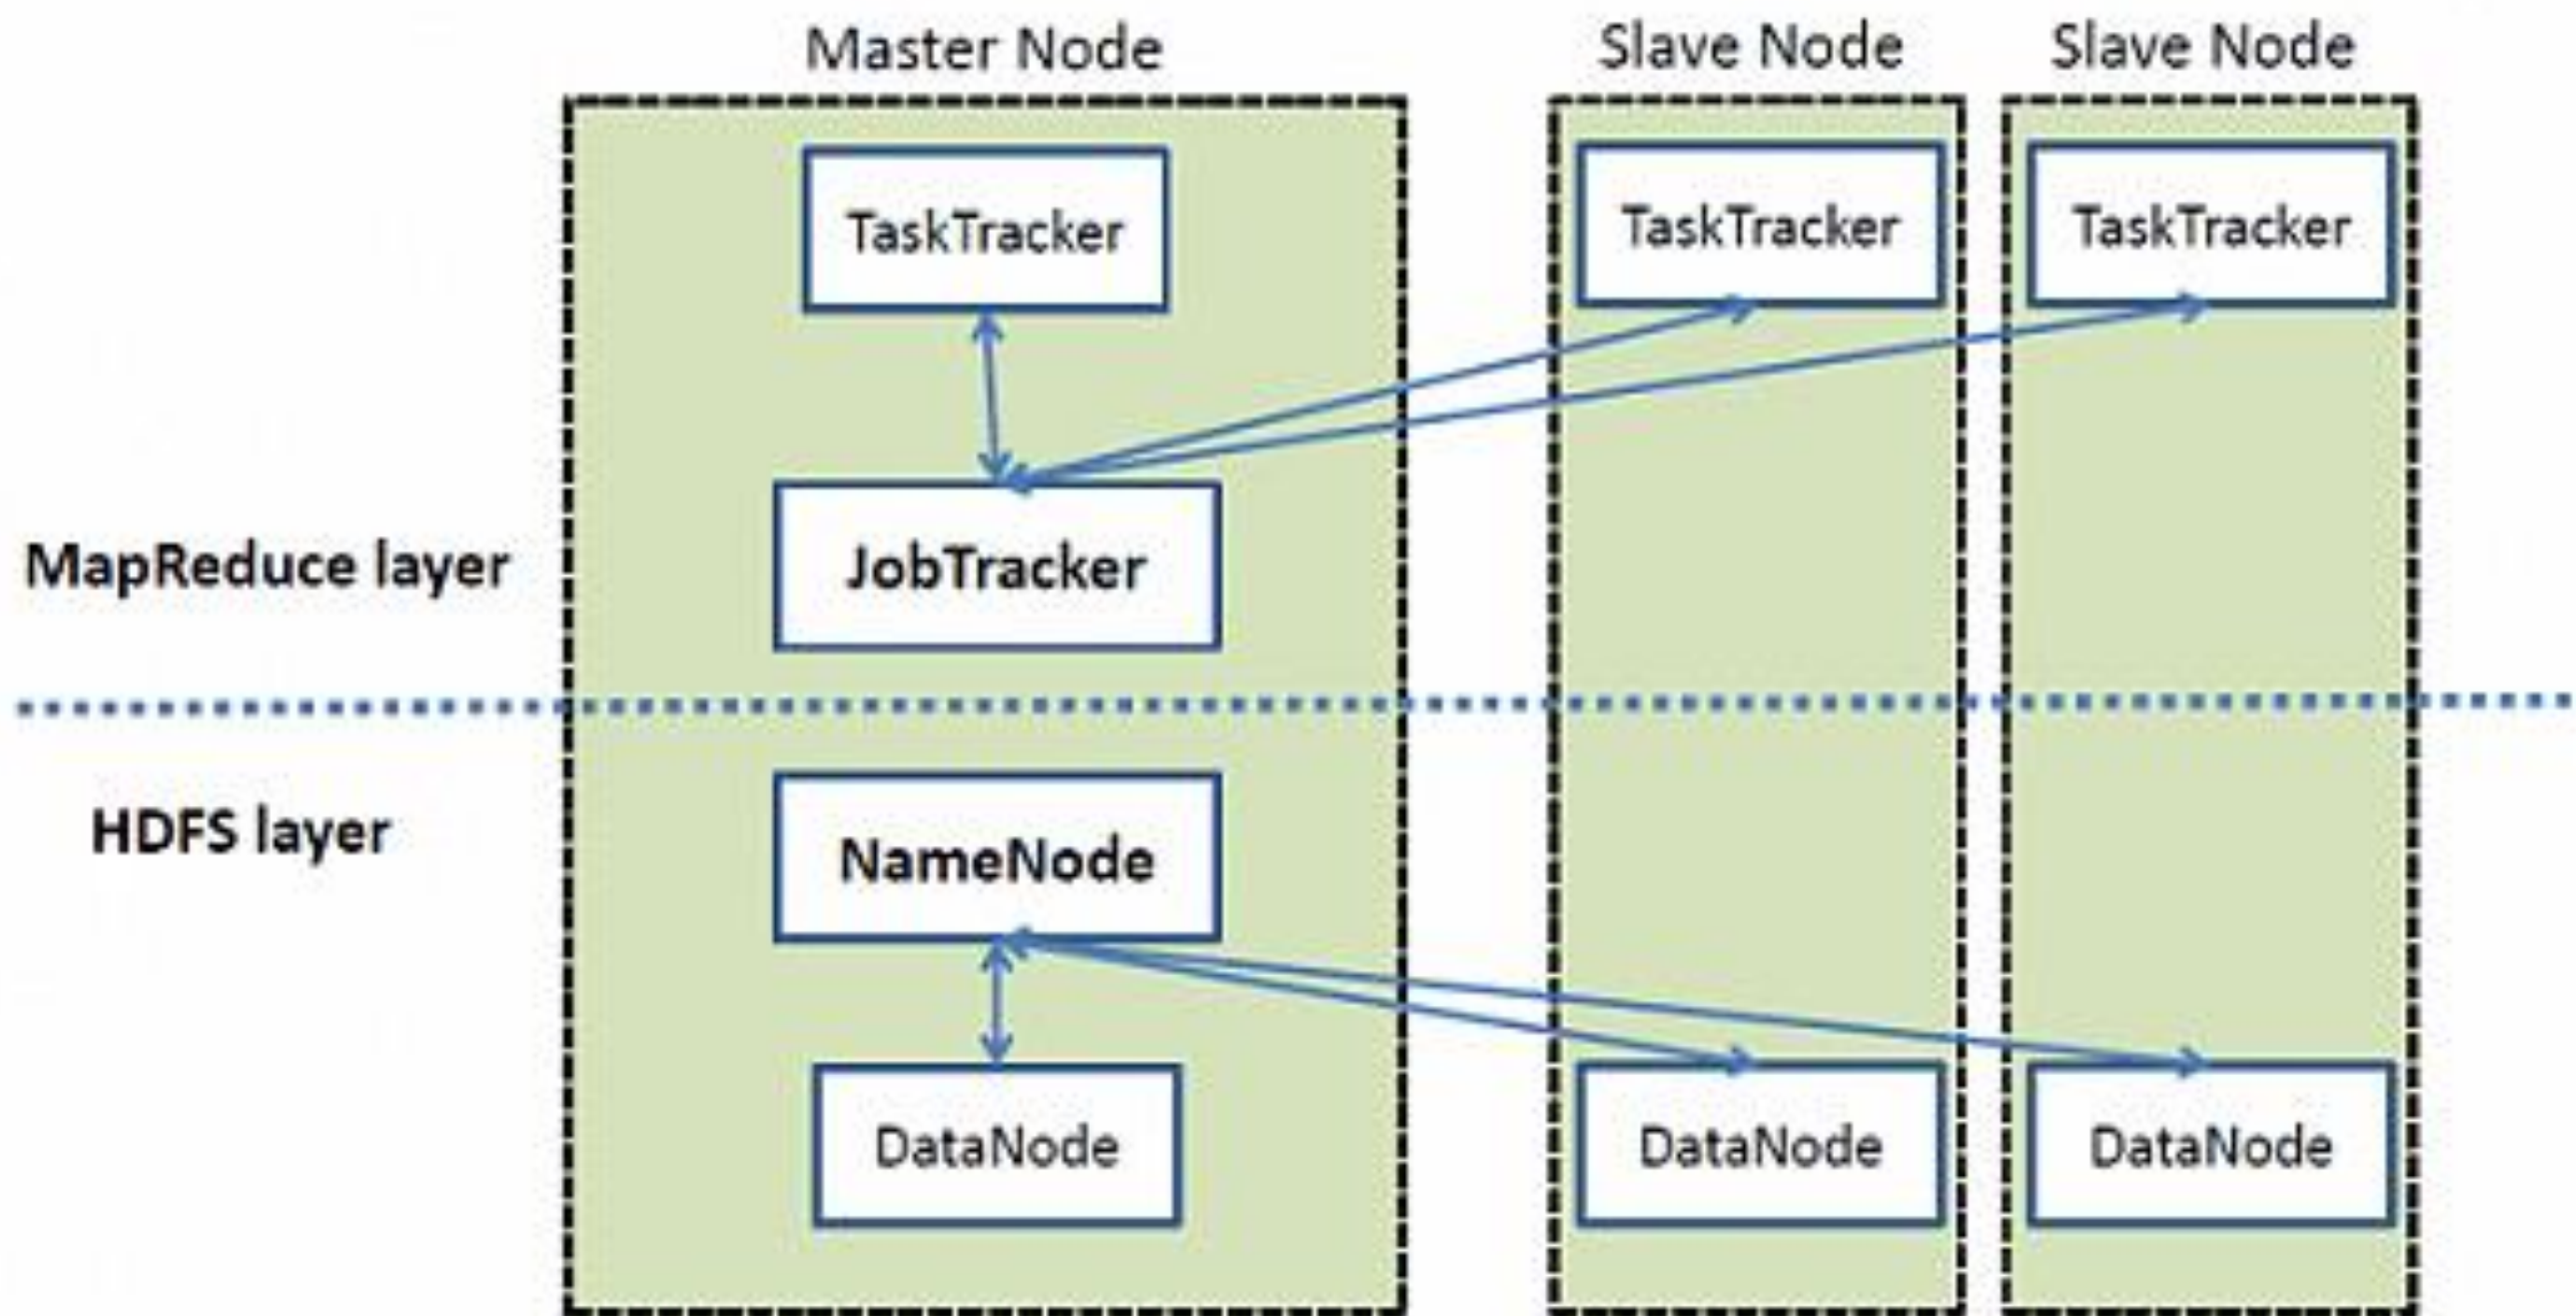 Master Node
Slave Node
Slave Node
TaskTracker
TaskTracker
TaskTracker
MapReduce layer
JobTracker
HDFS layer
NameNode
DataNode
DataNode
DataNode